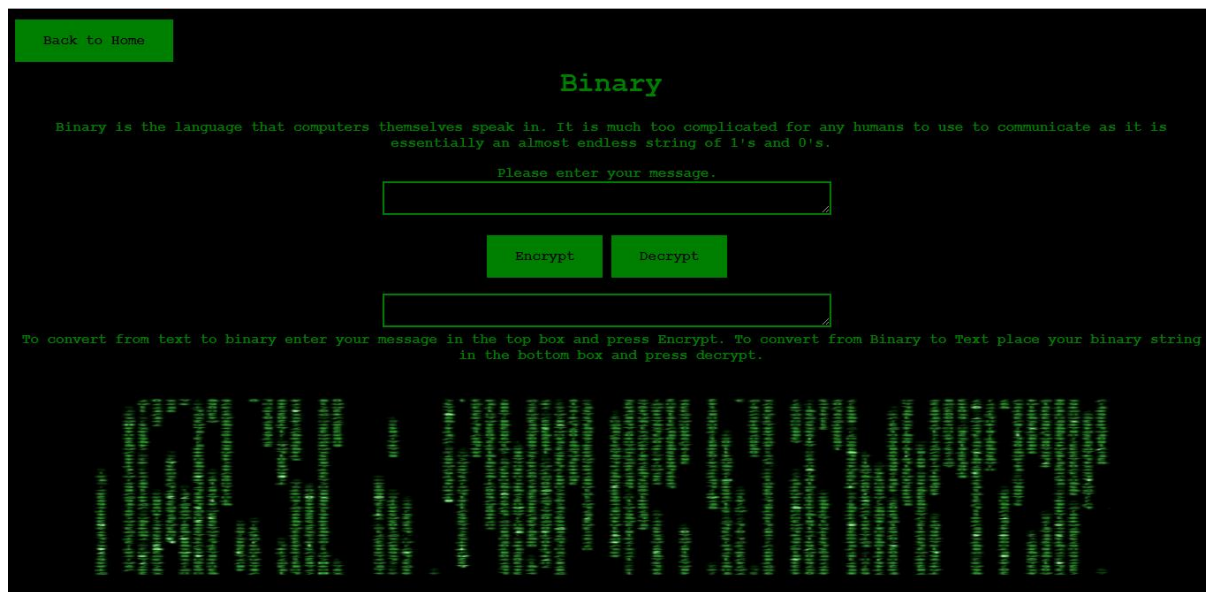 Back to Home
Binary
Binary is the language that computers themselves speak in. It is much too complicated for any humans to use to communicate as it is
essentially an almost endless string of 1's and 0's.
Please enter your message.
Encrypt Decrypt
To convert from text to binary enter your message in the top box and press Encrypt. To convert from Binary to Text place your binary string
in the bottom box and press decrypt.